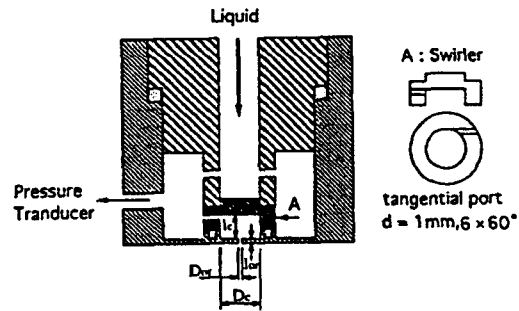 Liquid
A : Swirler
Pressure
Tranducer
A
tangential port
d = 1mm,6 x 60°
lc
Dor
lor
Dc